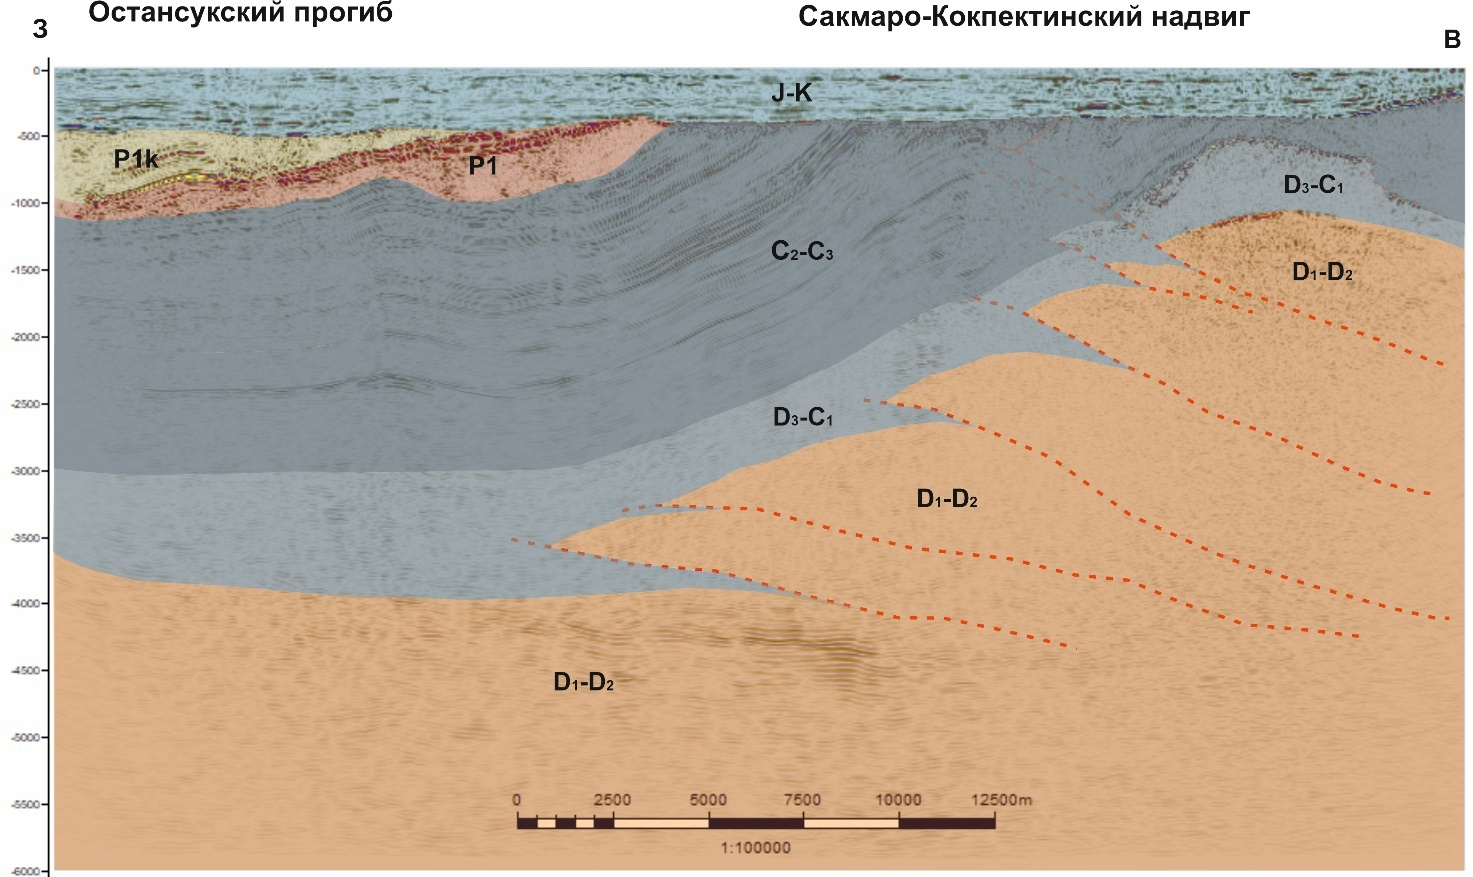 Остансукский прогиб
Сакмаро-Кокпектинский надвиг
З
В
0
-500
-1000
-1500
-2000
-2500
-3000
-3500
-4000
-4500
-5000
-5500
-6000
J-K
P1k
P1
D₃-C₁
C₂-C₃
D₁-D₂
D₃-C₁
D₁-D₂
D₁-D₂
0 2500 5000 7500 10000 12500m
1:100000